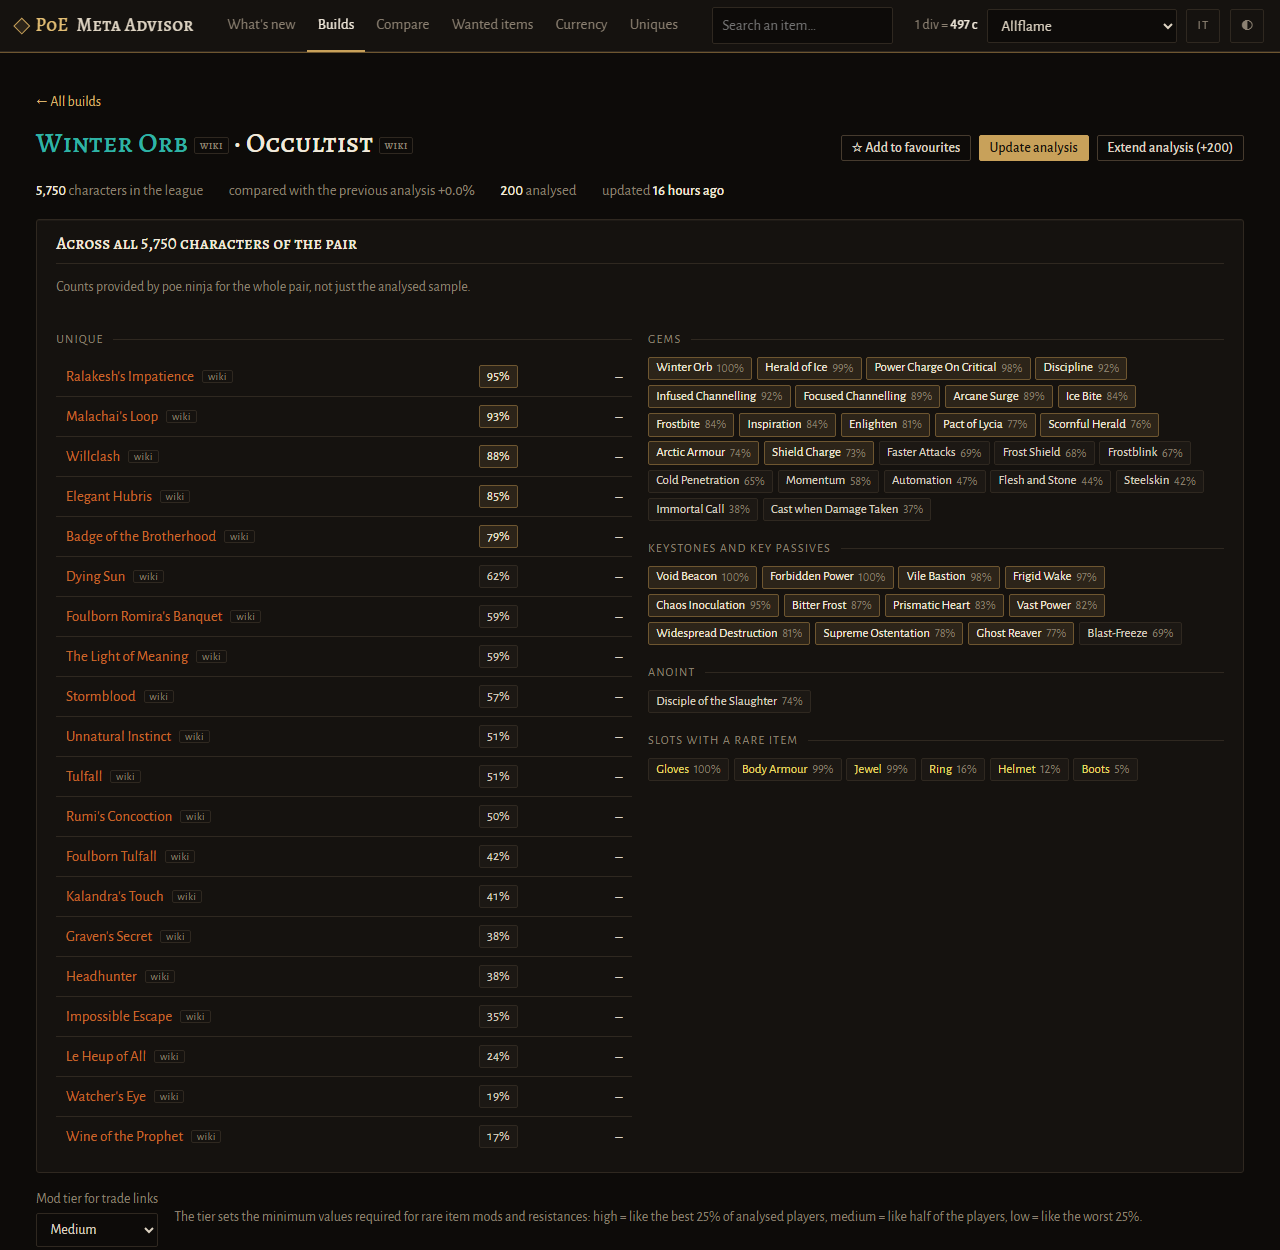 PoE Meta Advisor
What's new
Builds
Compare
Wanted items
Currency
Uniques
Search an item...
1 div = 497 c
Allflame
IT
← All builds
Winter Orb wiki · Occultist wiki
☆ Add to favourites
Update analysis
Extend analysis (+200)
5,750 characters in the league
compared with the previous analysis +0.0%
200 analysed
updated 16 hours ago
Across all 5,750 characters of the pair
Counts provided by poe.ninja for the whole pair, not just the analysed sample.
UNIQUE
Ralakesh's Impatience wiki 95% –
Malachai's Loop wiki 93% –
Willclash wiki 88% –
Elegant Hubris wiki 85% –
Badge of the Brotherhood wiki 79% –
Dying Sun wiki 62% –
Foulborn Romira's Banquet wiki 59% –
The Light of Meaning wiki 59% –
Stormblood wiki 57% –
Unnatural Instinct wiki 51% –
Tulfall wiki 51% –
Rumi's Concoction wiki 50% –
Foulborn Tulfall wiki 42% –
Kalandra's Touch wiki 41% –
Graven's Secret wiki 38% –
Headhunter wiki 38% –
Impossible Escape wiki 35% –
Le Heup of All wiki 24% –
Watcher's Eye wiki 19% –
Wine of the Prophet wiki 17% –
GEMS
Winter Orb 100% Herald of Ice 99% Power Charge On Critical 98% Discipline 92%
Infused Channelling 92% Focused Channelling 89% Arcane Surge 89% Ice Bite 84%
Frostbite 84% Inspiration 84% Enlighten 81% Pact of Lycia 77% Scornful Herald 76%
Arctic Armour 74% Shield Charge 73% Faster Attacks 69% Frost Shield 68% Frostblink 67%
Cold Penetration 65% Momentum 58% Automation 47% Flesh and Stone 44% Steelskin 42%
Immortal Call 38% Cast when Damage Taken 37%
KEYSTONES AND KEY PASSIVES
Void Beacon 100% Forbidden Power 100% Vile Bastion 98% Frigid Wake 97%
Chaos Inoculation 95% Bitter Frost 87% Prismatic Heart 83% Vast Power 82%
Widespread Destruction 81% Supreme Ostentation 78% Ghost Reaver 77% Blast-Freeze 69%
ANOINT
Disciple of the Slaughter 74%
SLOTS WITH A RARE ITEM
Gloves 100% Body Armour 99% Jewel 99% Ring 16% Helmet 12% Boots 5%
Mod tier for trade links
Medium
The tier sets the minimum values required for rare item mods and resistances: high = like the best 25% of analysed players, medium = like half of the players, low = like the worst 25%.